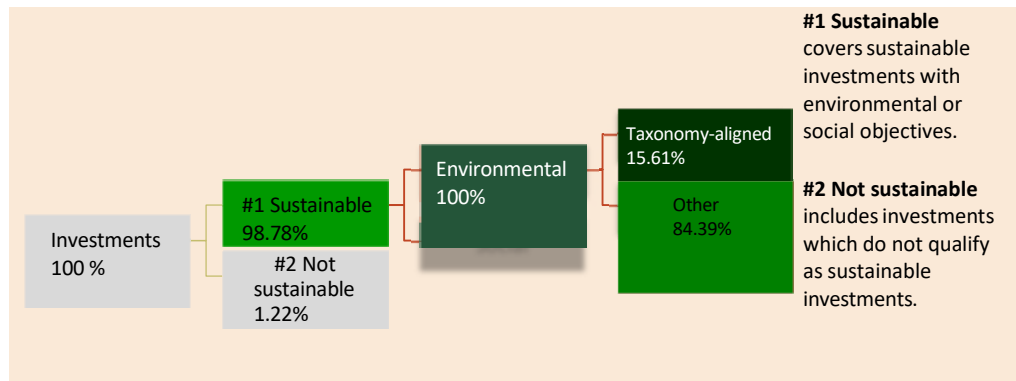 Investments
100 %
#1 Sustainable
98.78%
#2 Not
sustainable
1.22%
Environmental
100%
Taxonomy-aligned
15.61%
Other
84.39%
#1 Sustainable
covers sustainable
investments with
environmental or
social objectives.
#2 Not sustainable
includes investments
which do not qualify
as sustainable
investments.